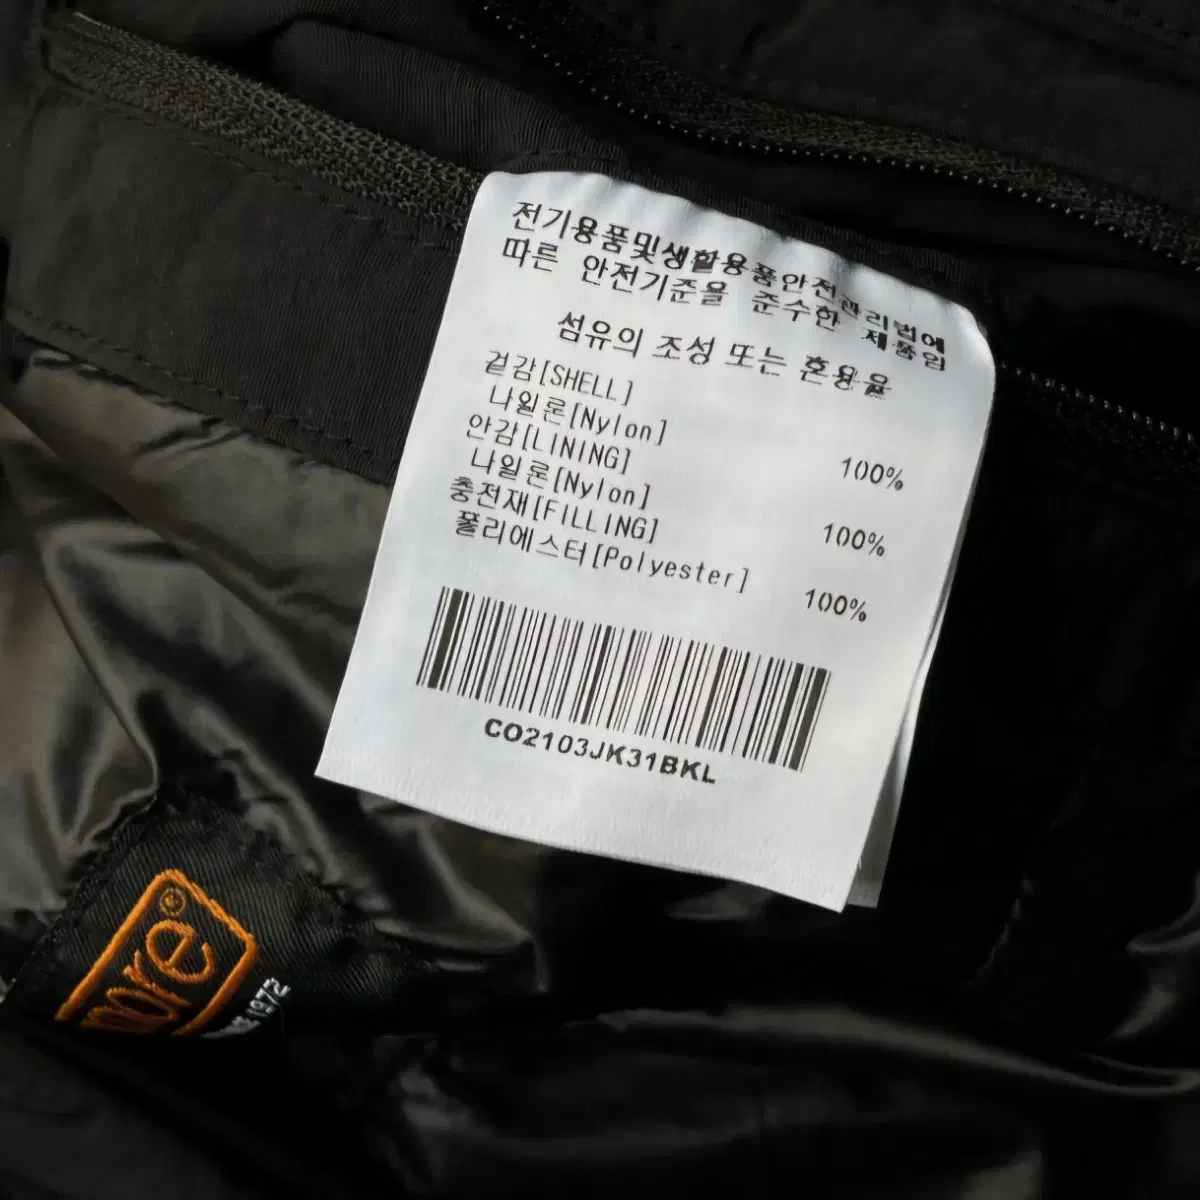 전기용품및생활용품안전관리법에
따른 안전기준을 준수한 제품임
섬유의 조성 또는 혼용율
겉감[SHELL]
나일론[Nylon] 100%
안감[LINING]
나일론[Nylon] 100%
충전재[FILLING]
폴리에스터[Polyester] 100%
CO2103JK31BKL
ore®
1972